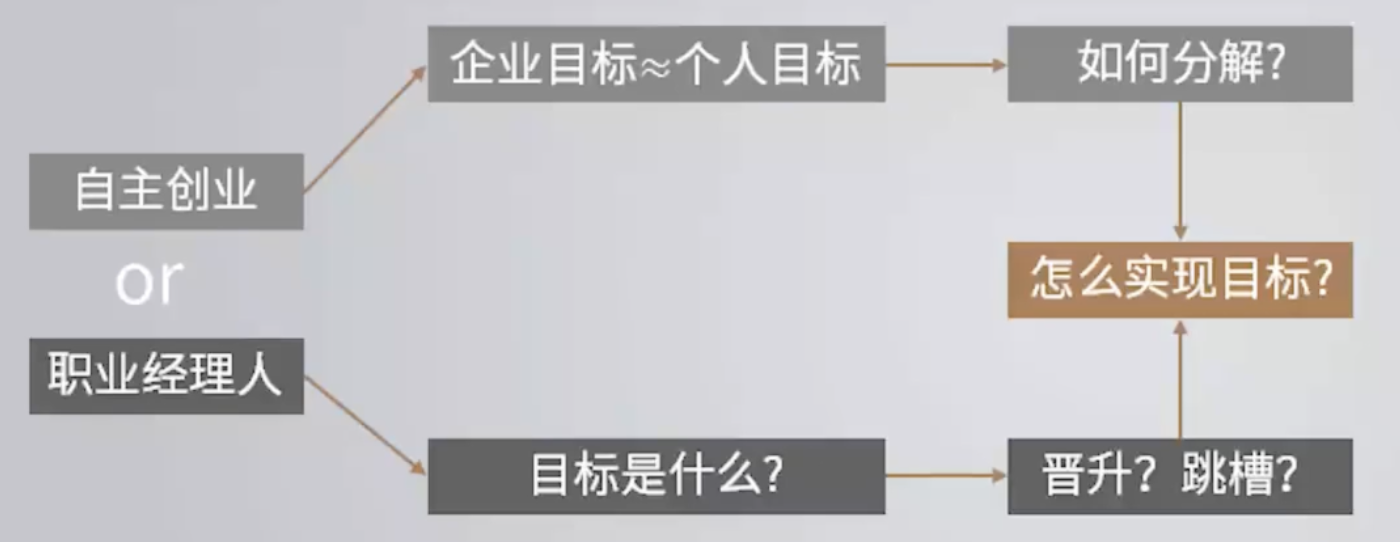 企业目标≈个人目标
如何分解?
自主创业
or
怎么实现目标?
职业经理人
目标是什么?
晋升？跳槽?